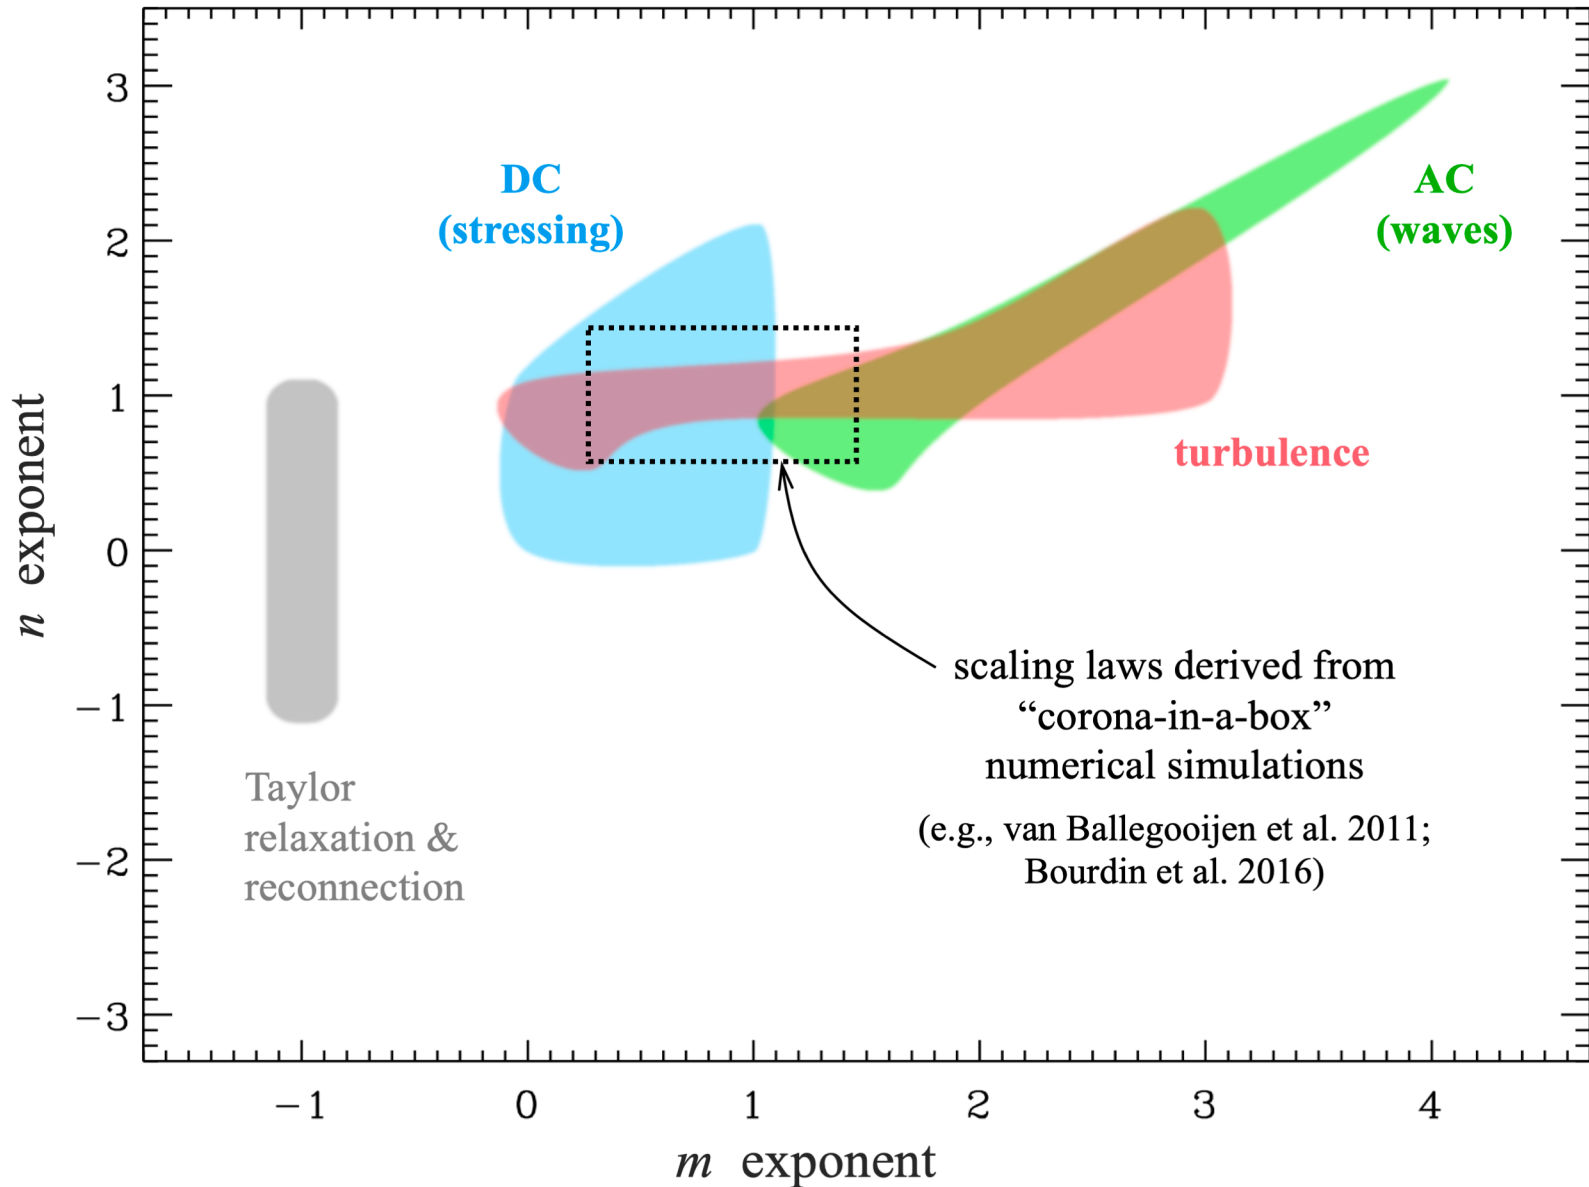 3
2
1
0
−1
−2
−3
n exponent
DC
(stressing)
AC
(waves)
turbulence
Taylor
relaxation &
reconnection
scaling laws derived from
“corona-in-a-box”
numerical simulations
(e.g., van Ballegooijen et al. 2011;
Bourdin et al. 2016)
−1 0 1 2 3 4
m exponent